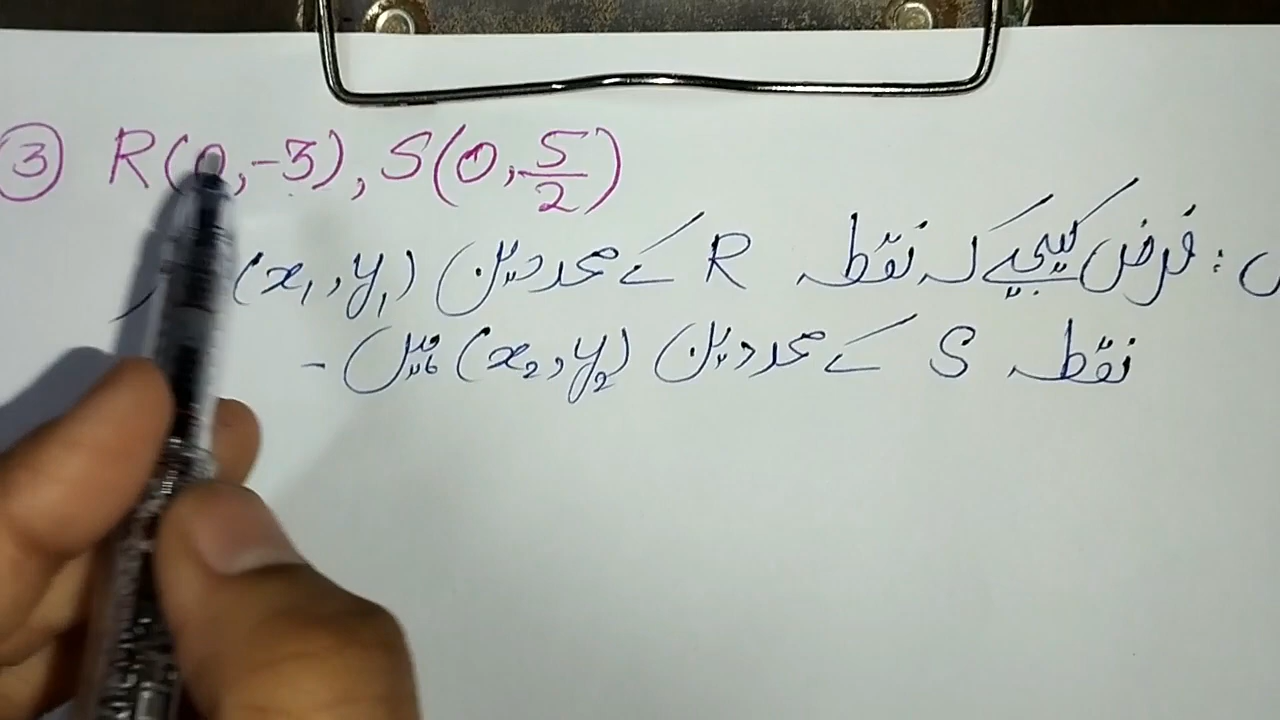 ③ R(0,-3), S(0,5/2)
: فرض کیجیے کہ نقطہ R کے محددین (x₁,y₁)
نقطہ S کے محددین (x₂,y₂) ہیں -